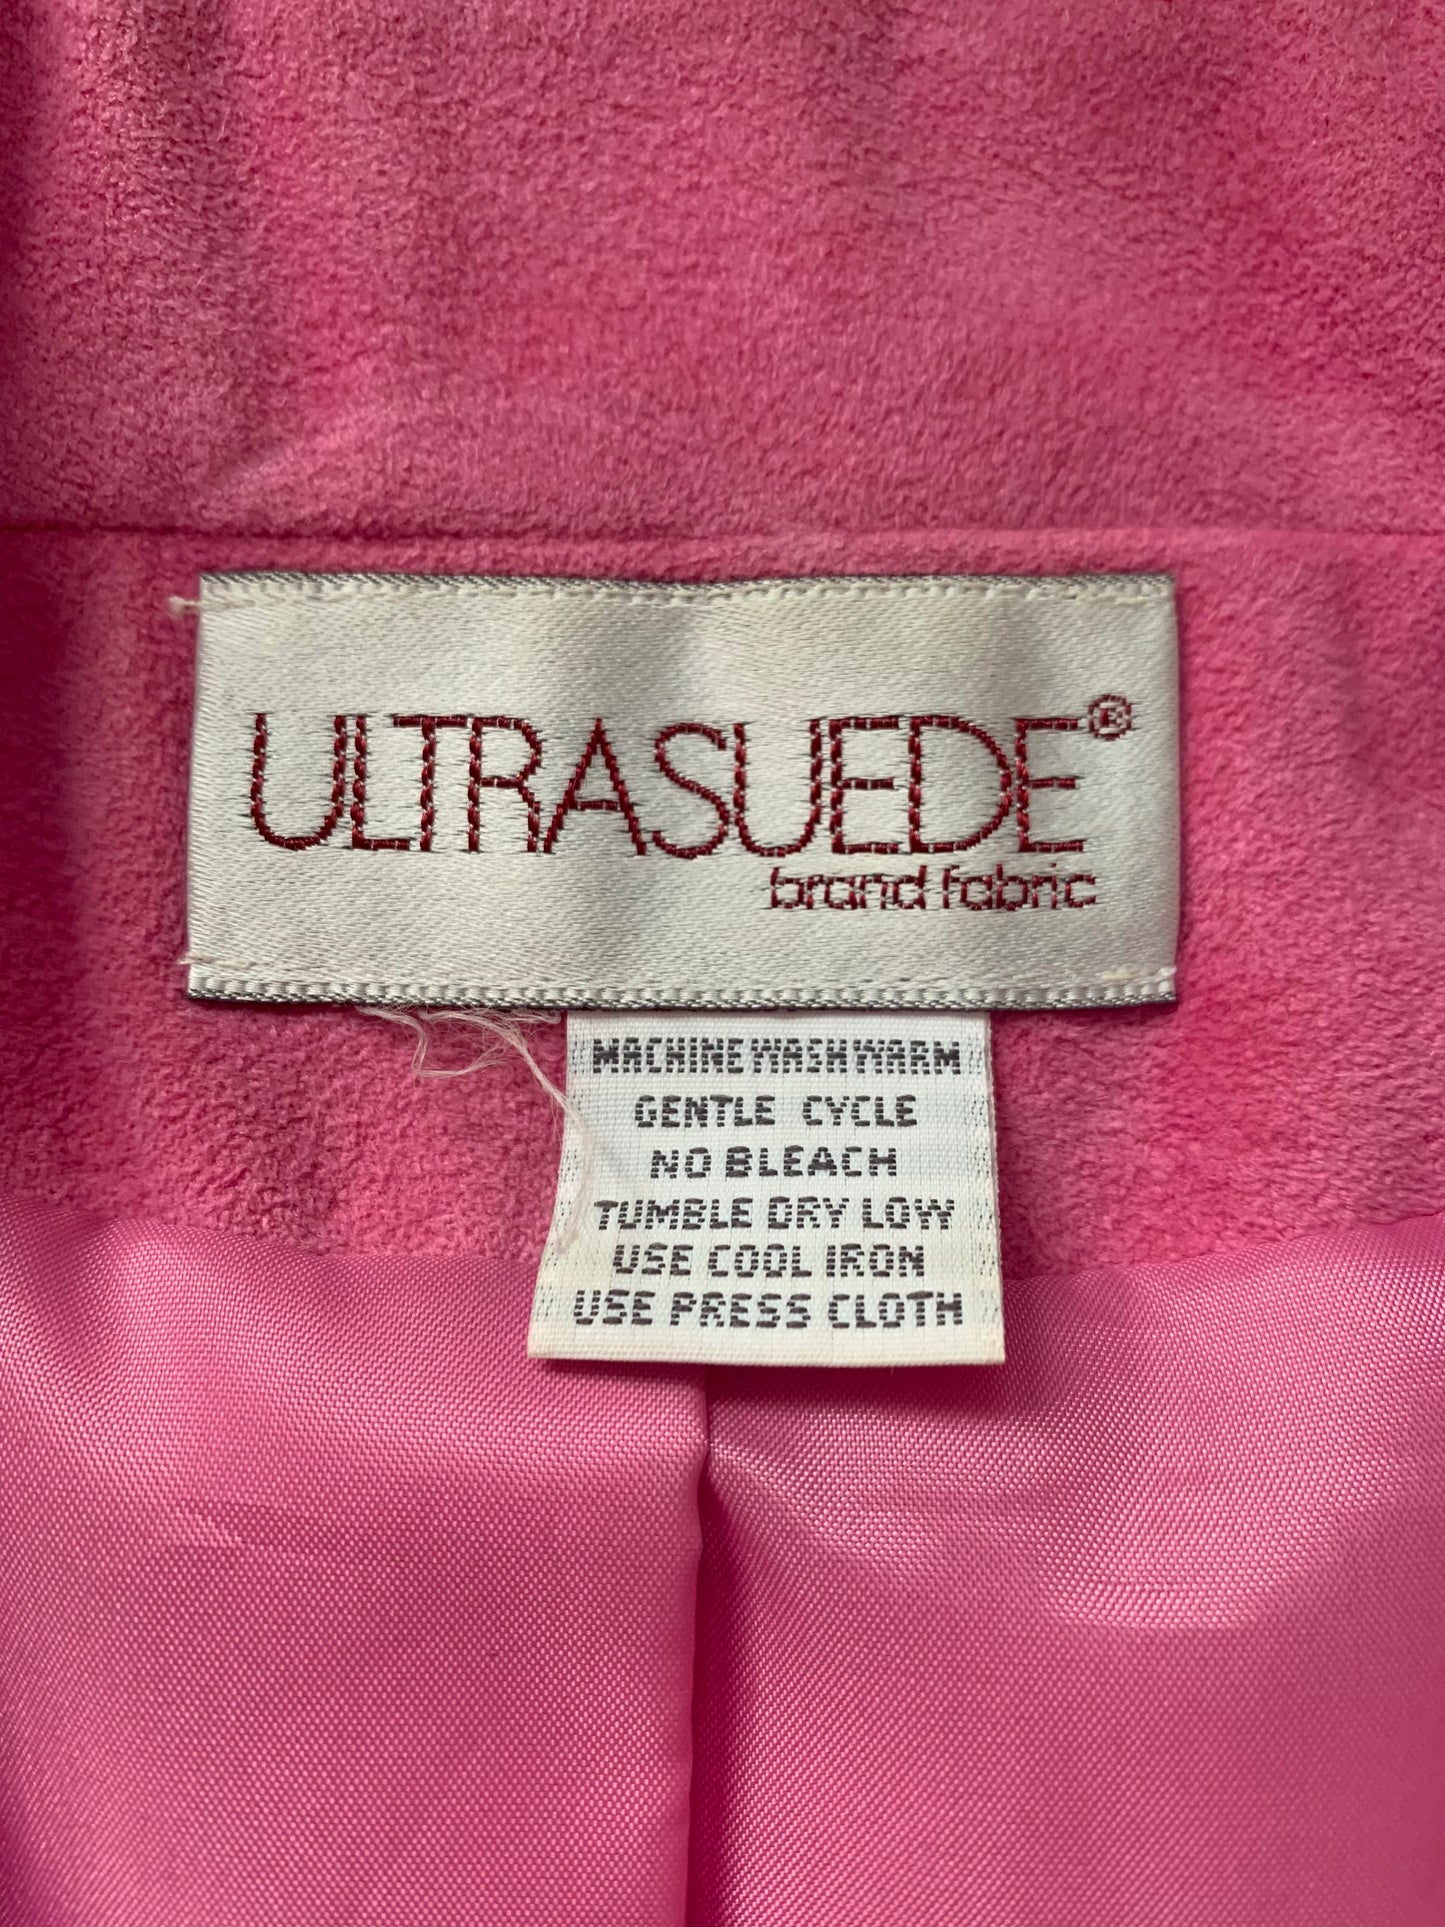 ULTRASUEDE®
brand fabric
MACHINE WASH WARM
GENTLE CYCLE
NO BLEACH
TUMBLE DRY LOW
USE COOL IRON
USE PRESS CLOTH